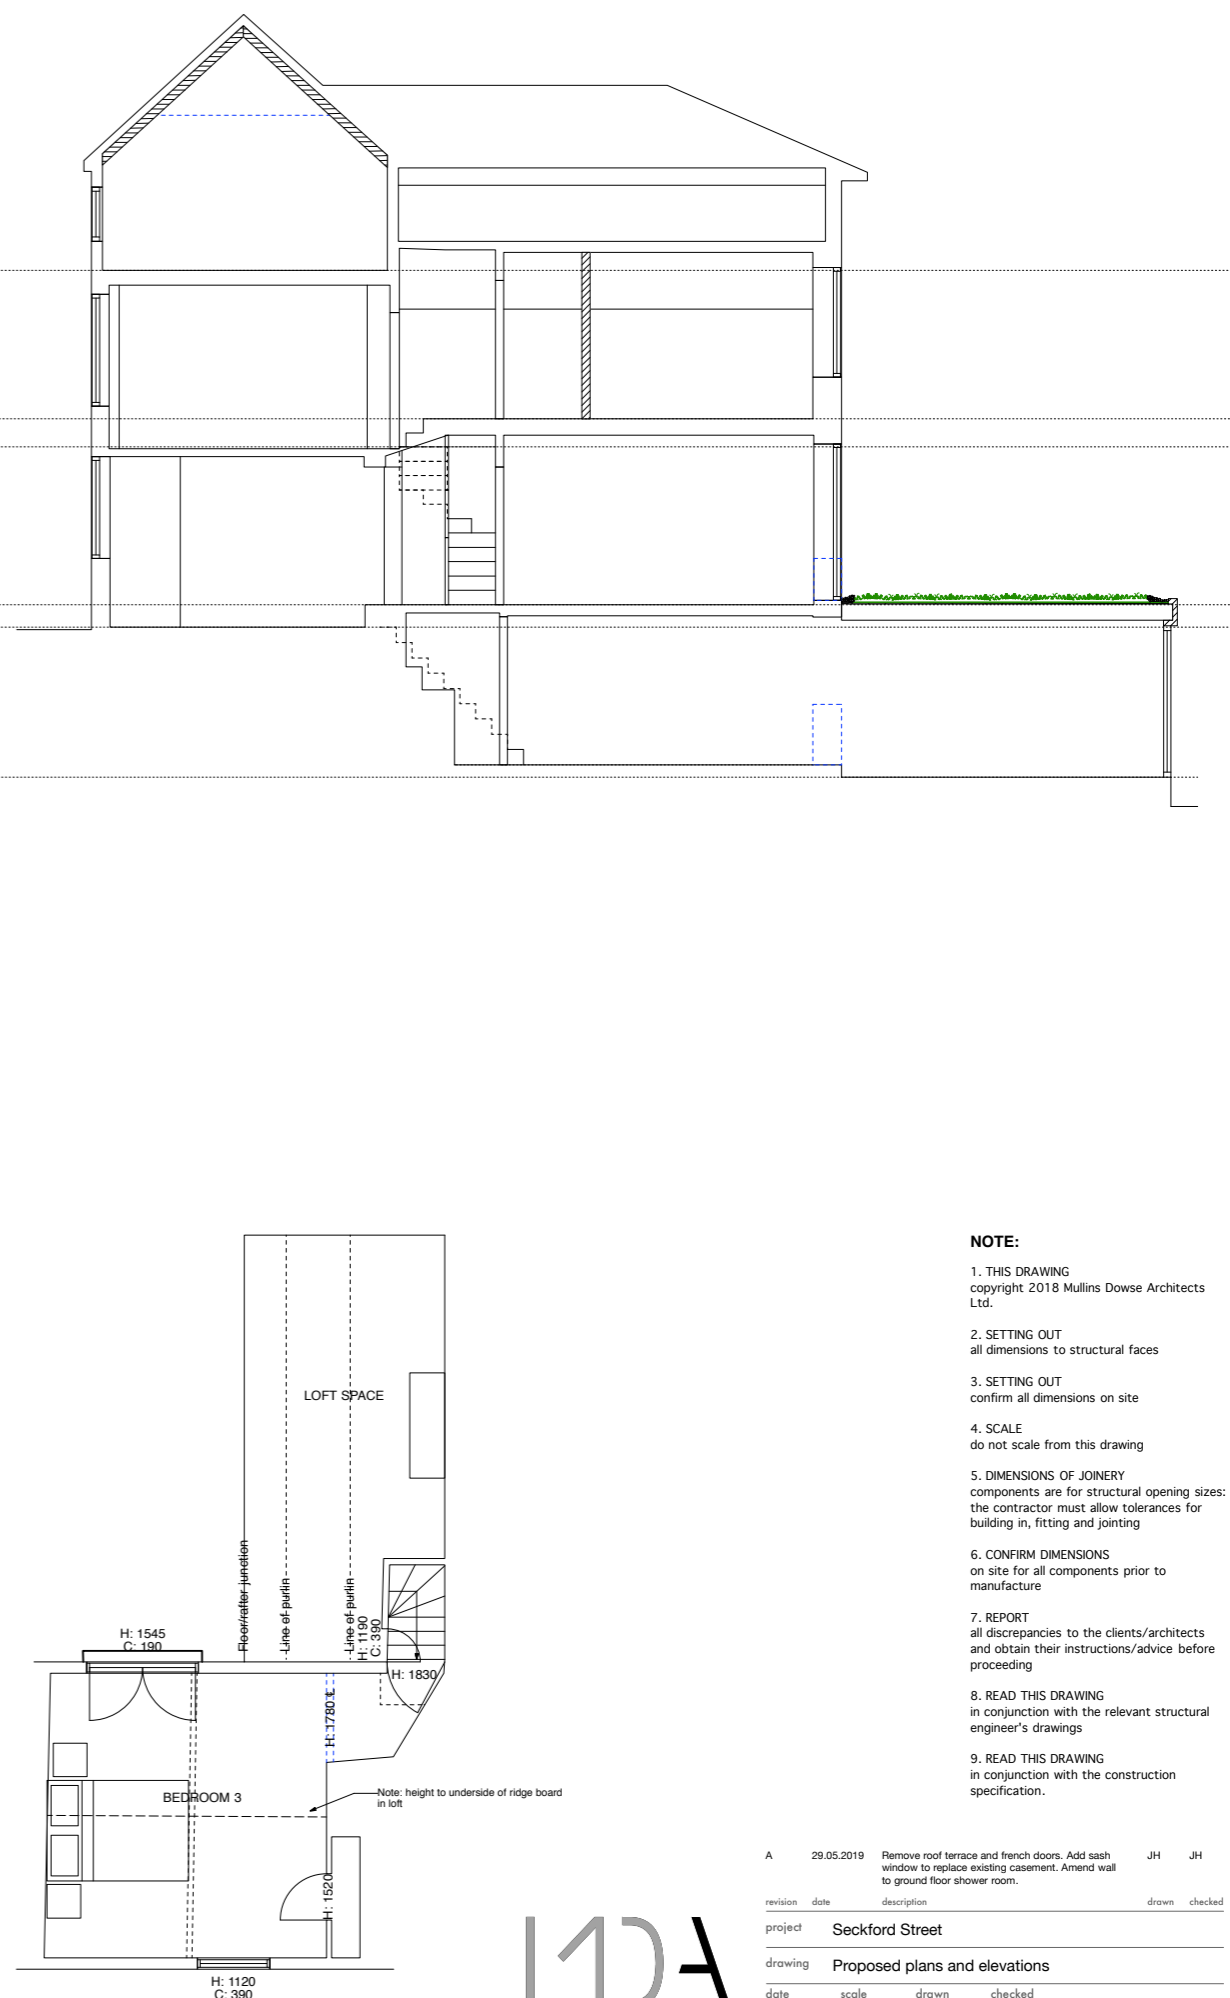 LOFT SPACE
Floor/rafter junction
Line of purlin
Line of purlin
H: 1190
C: 390
H: 1545
C: 190
H: 1830
H: 1780
BEDROOM 3
Note: height to underside of ridge board
in loft
H: 1520
H: 1120
C: 390
NOTE:
1. THIS DRAWING
copyright 2018 Mullins Dowse Architects
Ltd.
2. SETTING OUT
all dimensions to structural faces
3. SETTING OUT
confirm all dimensions on site
4. SCALE
do not scale from this drawing
5. DIMENSIONS OF JOINERY
components are for structural opening sizes:
the contractor must allow tolerances for
building in, fitting and jointing
6. CONFIRM DIMENSIONS
on site for all components prior to
manufacture
7. REPORT
all discrepancies to the clients/architects
and obtain their instructions/advice before
proceeding
8. READ THIS DRAWING
in conjunction with the relevant structural
engineer's drawings
9. READ THIS DRAWING
in conjunction with the construction
specification.
A 29.05.2019 Remove roof terrace and french doors. Add sash JH JH
window to replace existing casement. Amend wall
to ground floor shower room.
revision date description drawn checked
project Seckford Street
drawing Proposed plans and elevations
date scale drawn checked